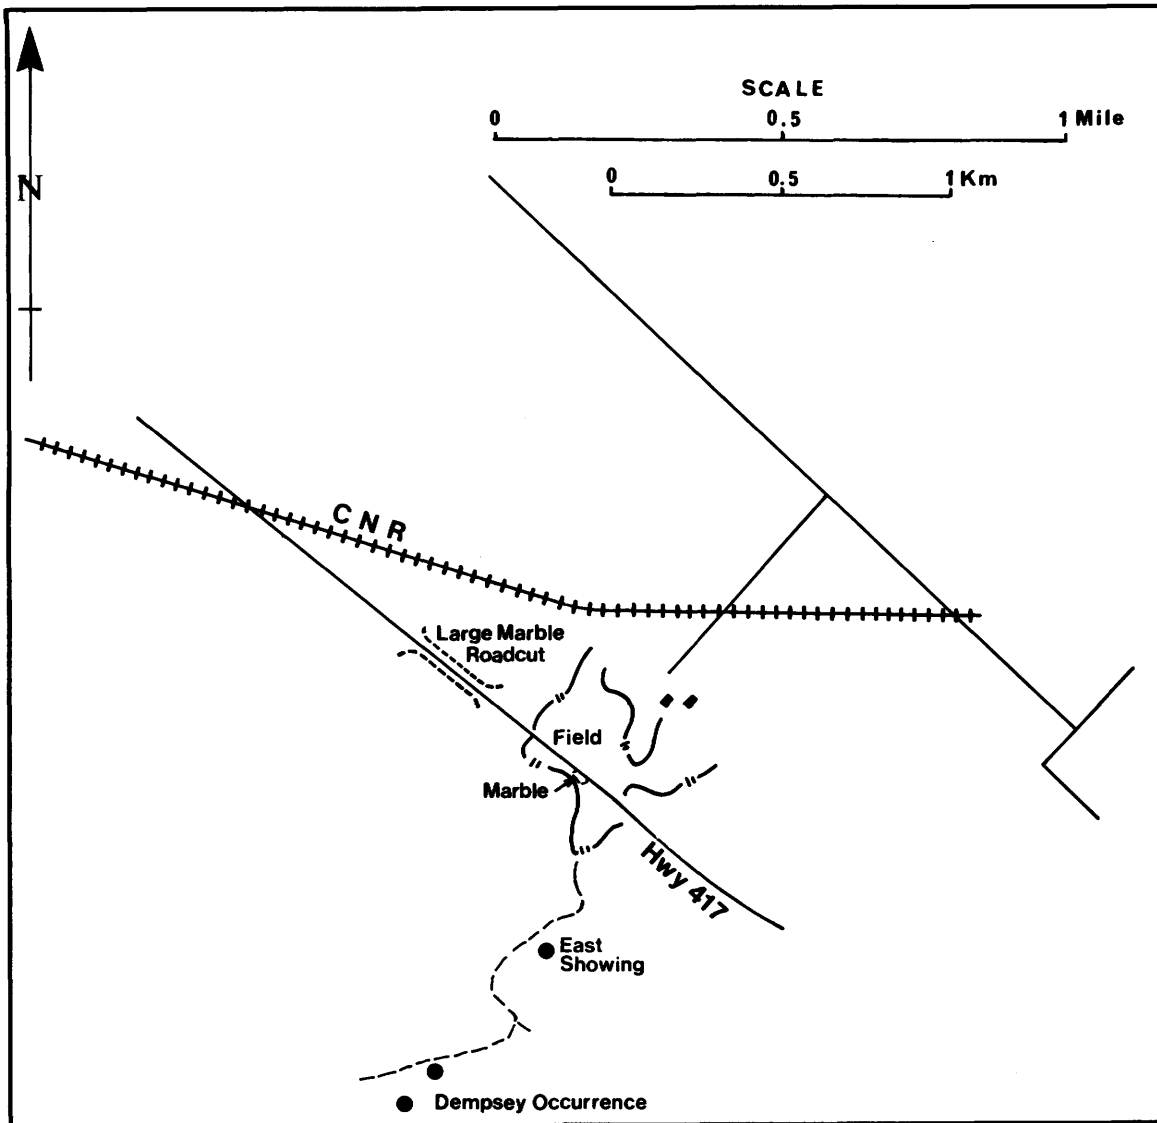 SCALE
0 0.5 1 Mile
0 0.5 1 Km
N
CNR
Large Marble
Roadcut
Field
Marble
Hwy 417
East
Showing
Dempsey Occurrence